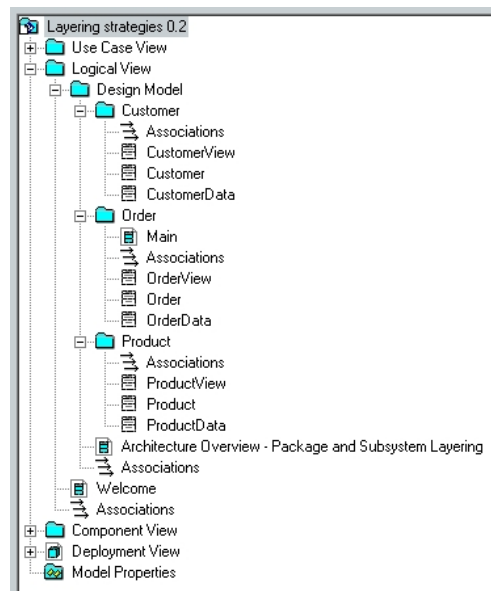 Layering strategies 0.2
Use Case View
Logical View
Design Model
Customer
Associations
CustomerView
Customer
CustomerData
Order
Main
Associations
OrderView
Order
OrderData
Product
Associations
ProductView
Product
ProductData
Architecture Overview - Package and Subsystem Layering
Associations
Welcome
Associations
Component View
Deployment View
Model Properties